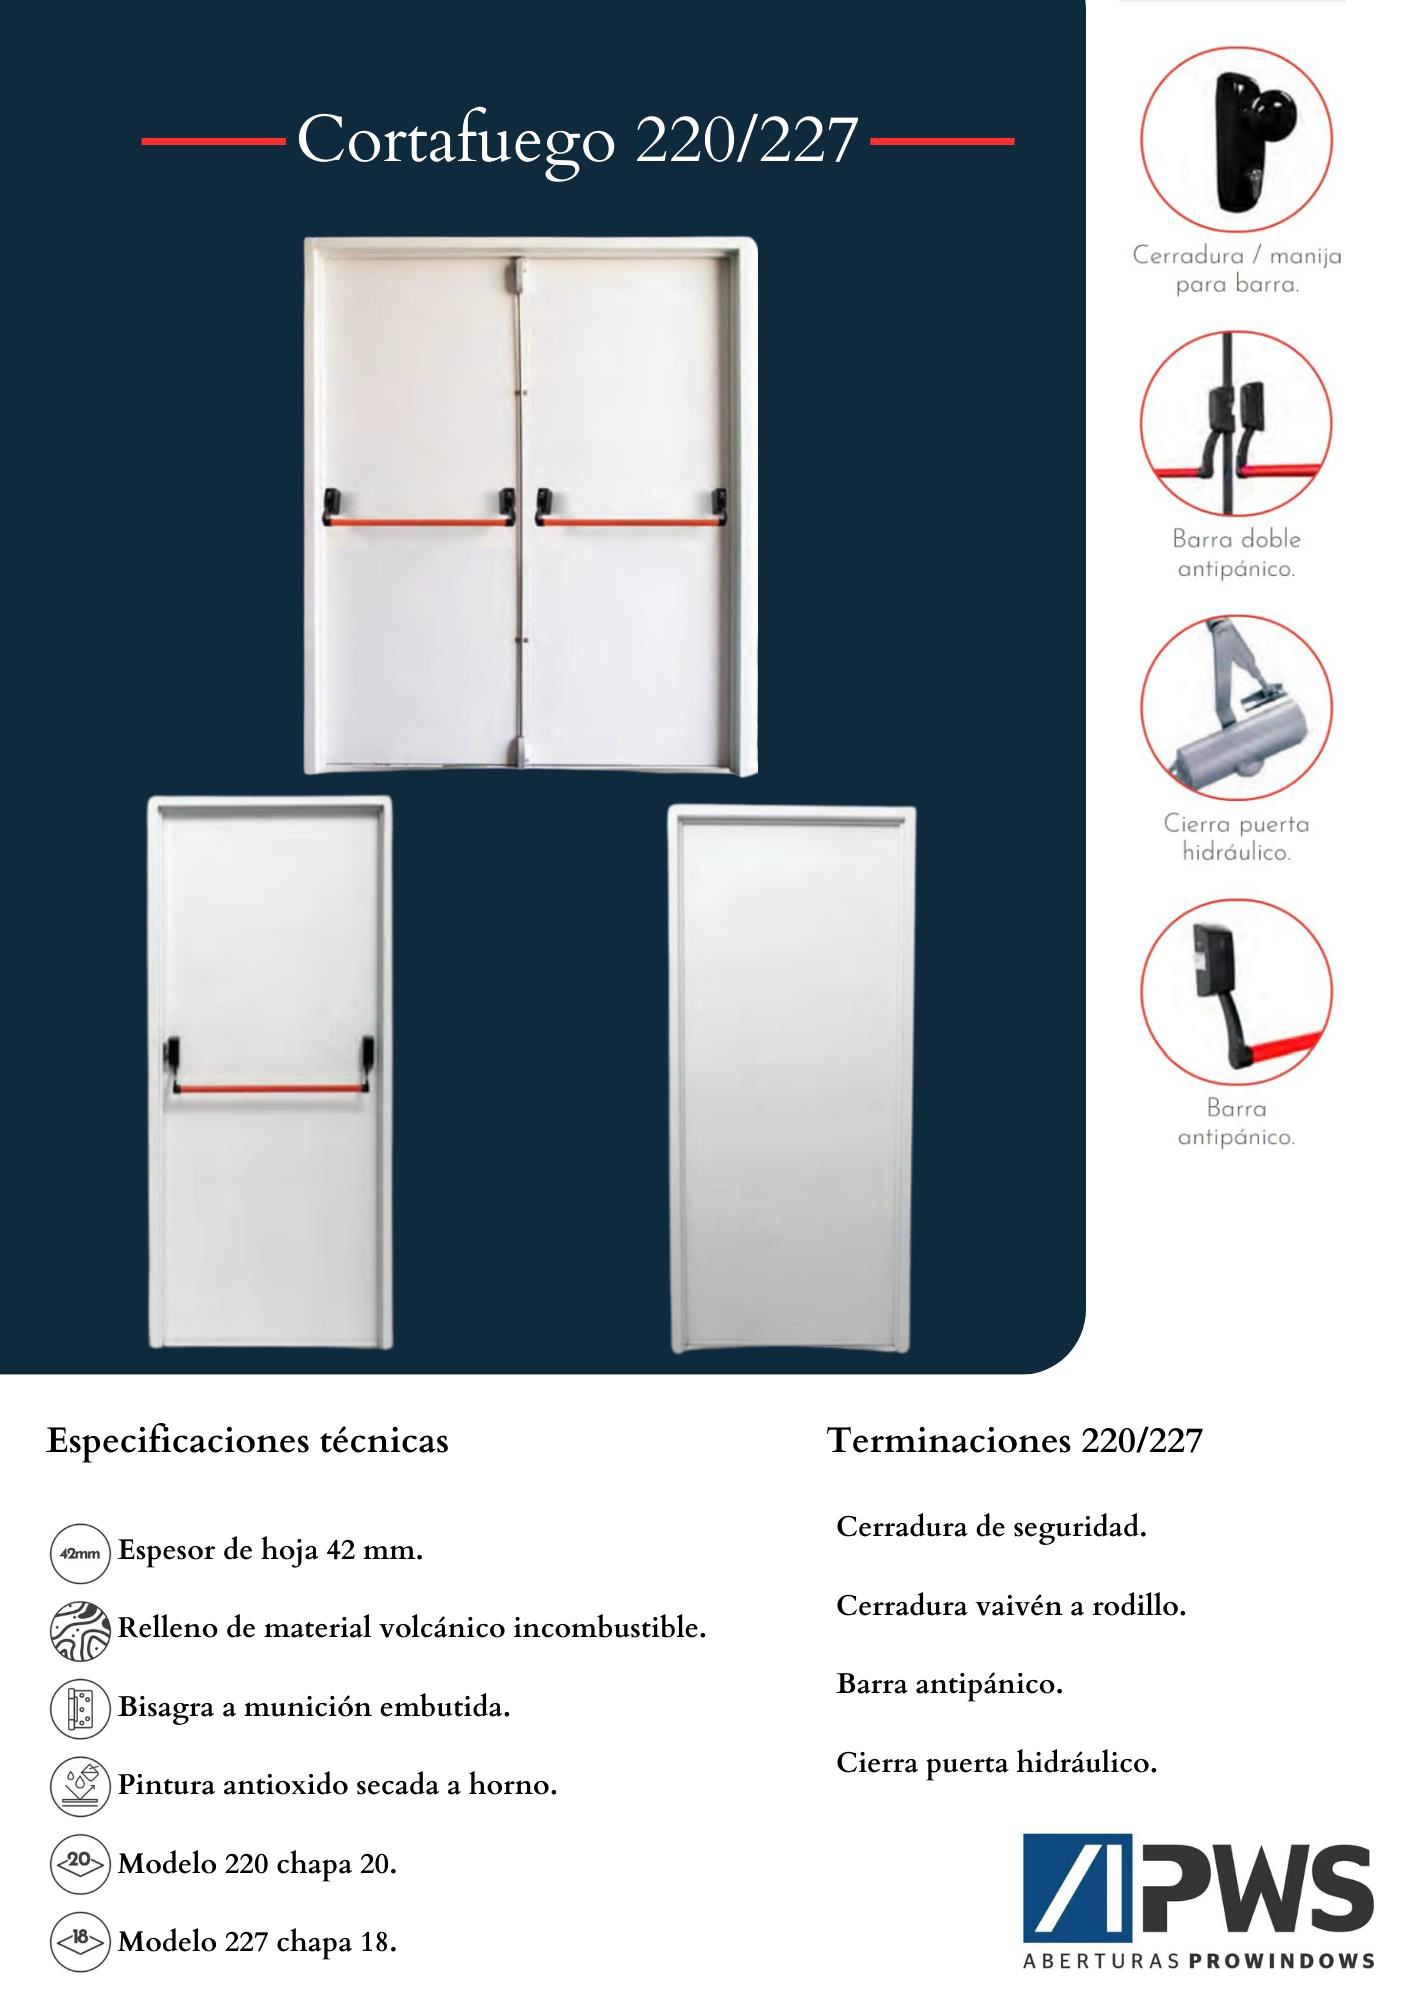 Cortafuego 220/227
Cerradura / manija
para barra.
Barra doble
antipánico.
Cierra puerta
hidráulico.
Barra
antipánico.
Especificaciones técnicas
42mm Espesor de hoja 42 mm.
Relleno de material volcánico incombustible.
Bisagra a munición embutida.
Pintura antioxido secada a horno.
20 Modelo 220 chapa 20.
18 Modelo 227 chapa 18.
Terminaciones 220/227
Cerradura de seguridad.
Cerradura vaivén a rodillo.
Barra antipánico.
Cierra puerta hidráulico.
PWS
ABERTURAS PROWINDOWS